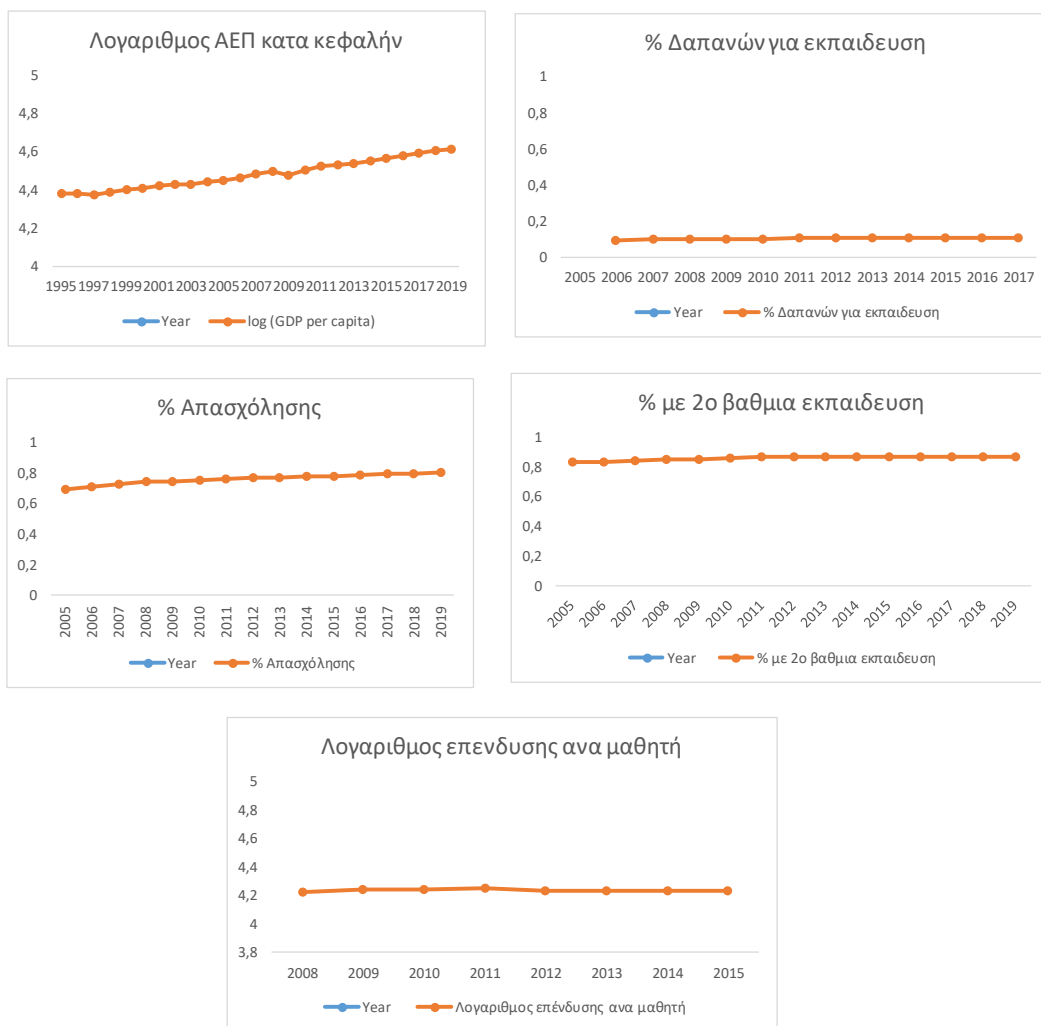 Λογαριθμος ΑΕΠ κατα κεφαλήν
5
4,8
4,6
4,4
4,2
4
1995 1997 1999 2001 2003 2005 2007 2009 2011 2013 2015 2017 2019
Year log (GDP per capita)
% Δαπανών για εκπαιδευση
1
0,8
0,6
0,4
0,2
0
2005 2006 2007 2008 2009 2010 2011 2012 2013 2014 2015 2016 2017
Year % Δαπανών για εκπαιδευση
% Απασχόλησης
1
0,8
0,6
0,4
0,2
0
2005 2006 2007 2008 2009 2010 2011 2012 2013 2014 2015 2016 2017 2018 2019
Year % Απασχόλησης
% με 2ο βαθμια εκπαιδευση
1
0,8
0,6
0,4
0,2
0
2005 2006 2007 2008 2009 2010 2011 2012 2013 2014 2015 2016 2017 2018 2019
Year % με 2ο βαθμια εκπαιδευση
Λογαριθμος επενδυσης ανα μαθητή
5
4,8
4,6
4,4
4,2
4
3,8
2008 2009 2010 2011 2012 2013 2014 2015
Year Λογαριθμος επένδυσης ανα μαθητή